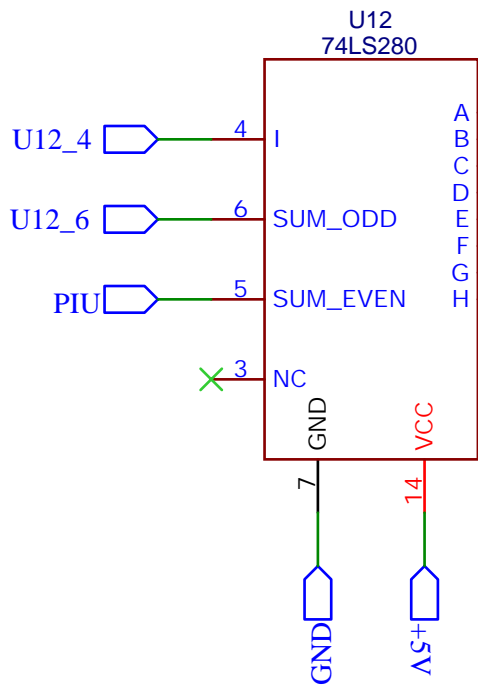 U12
74LS280
U12_4
4
I
U12_6
6
SUM_ODD
PIU
5
SUM_EVEN
3
NC
A
B
C
D
E
F
G
H
GND
VCC
7
14
GND
+5V